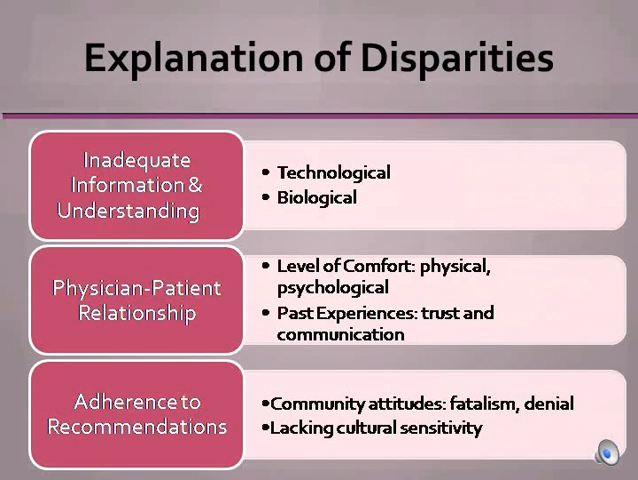 Explanation of Disparities
Inadequate
Information &
Understanding
• Technological
• Biological
Physician-Patient
Relationship
• Level of Comfort: physical,
psychological
• Past Experiences: trust and
communication
Adherence to
Recommendations
•Community attitudes: fatalism, denial
•Lacking cultural sensitivity